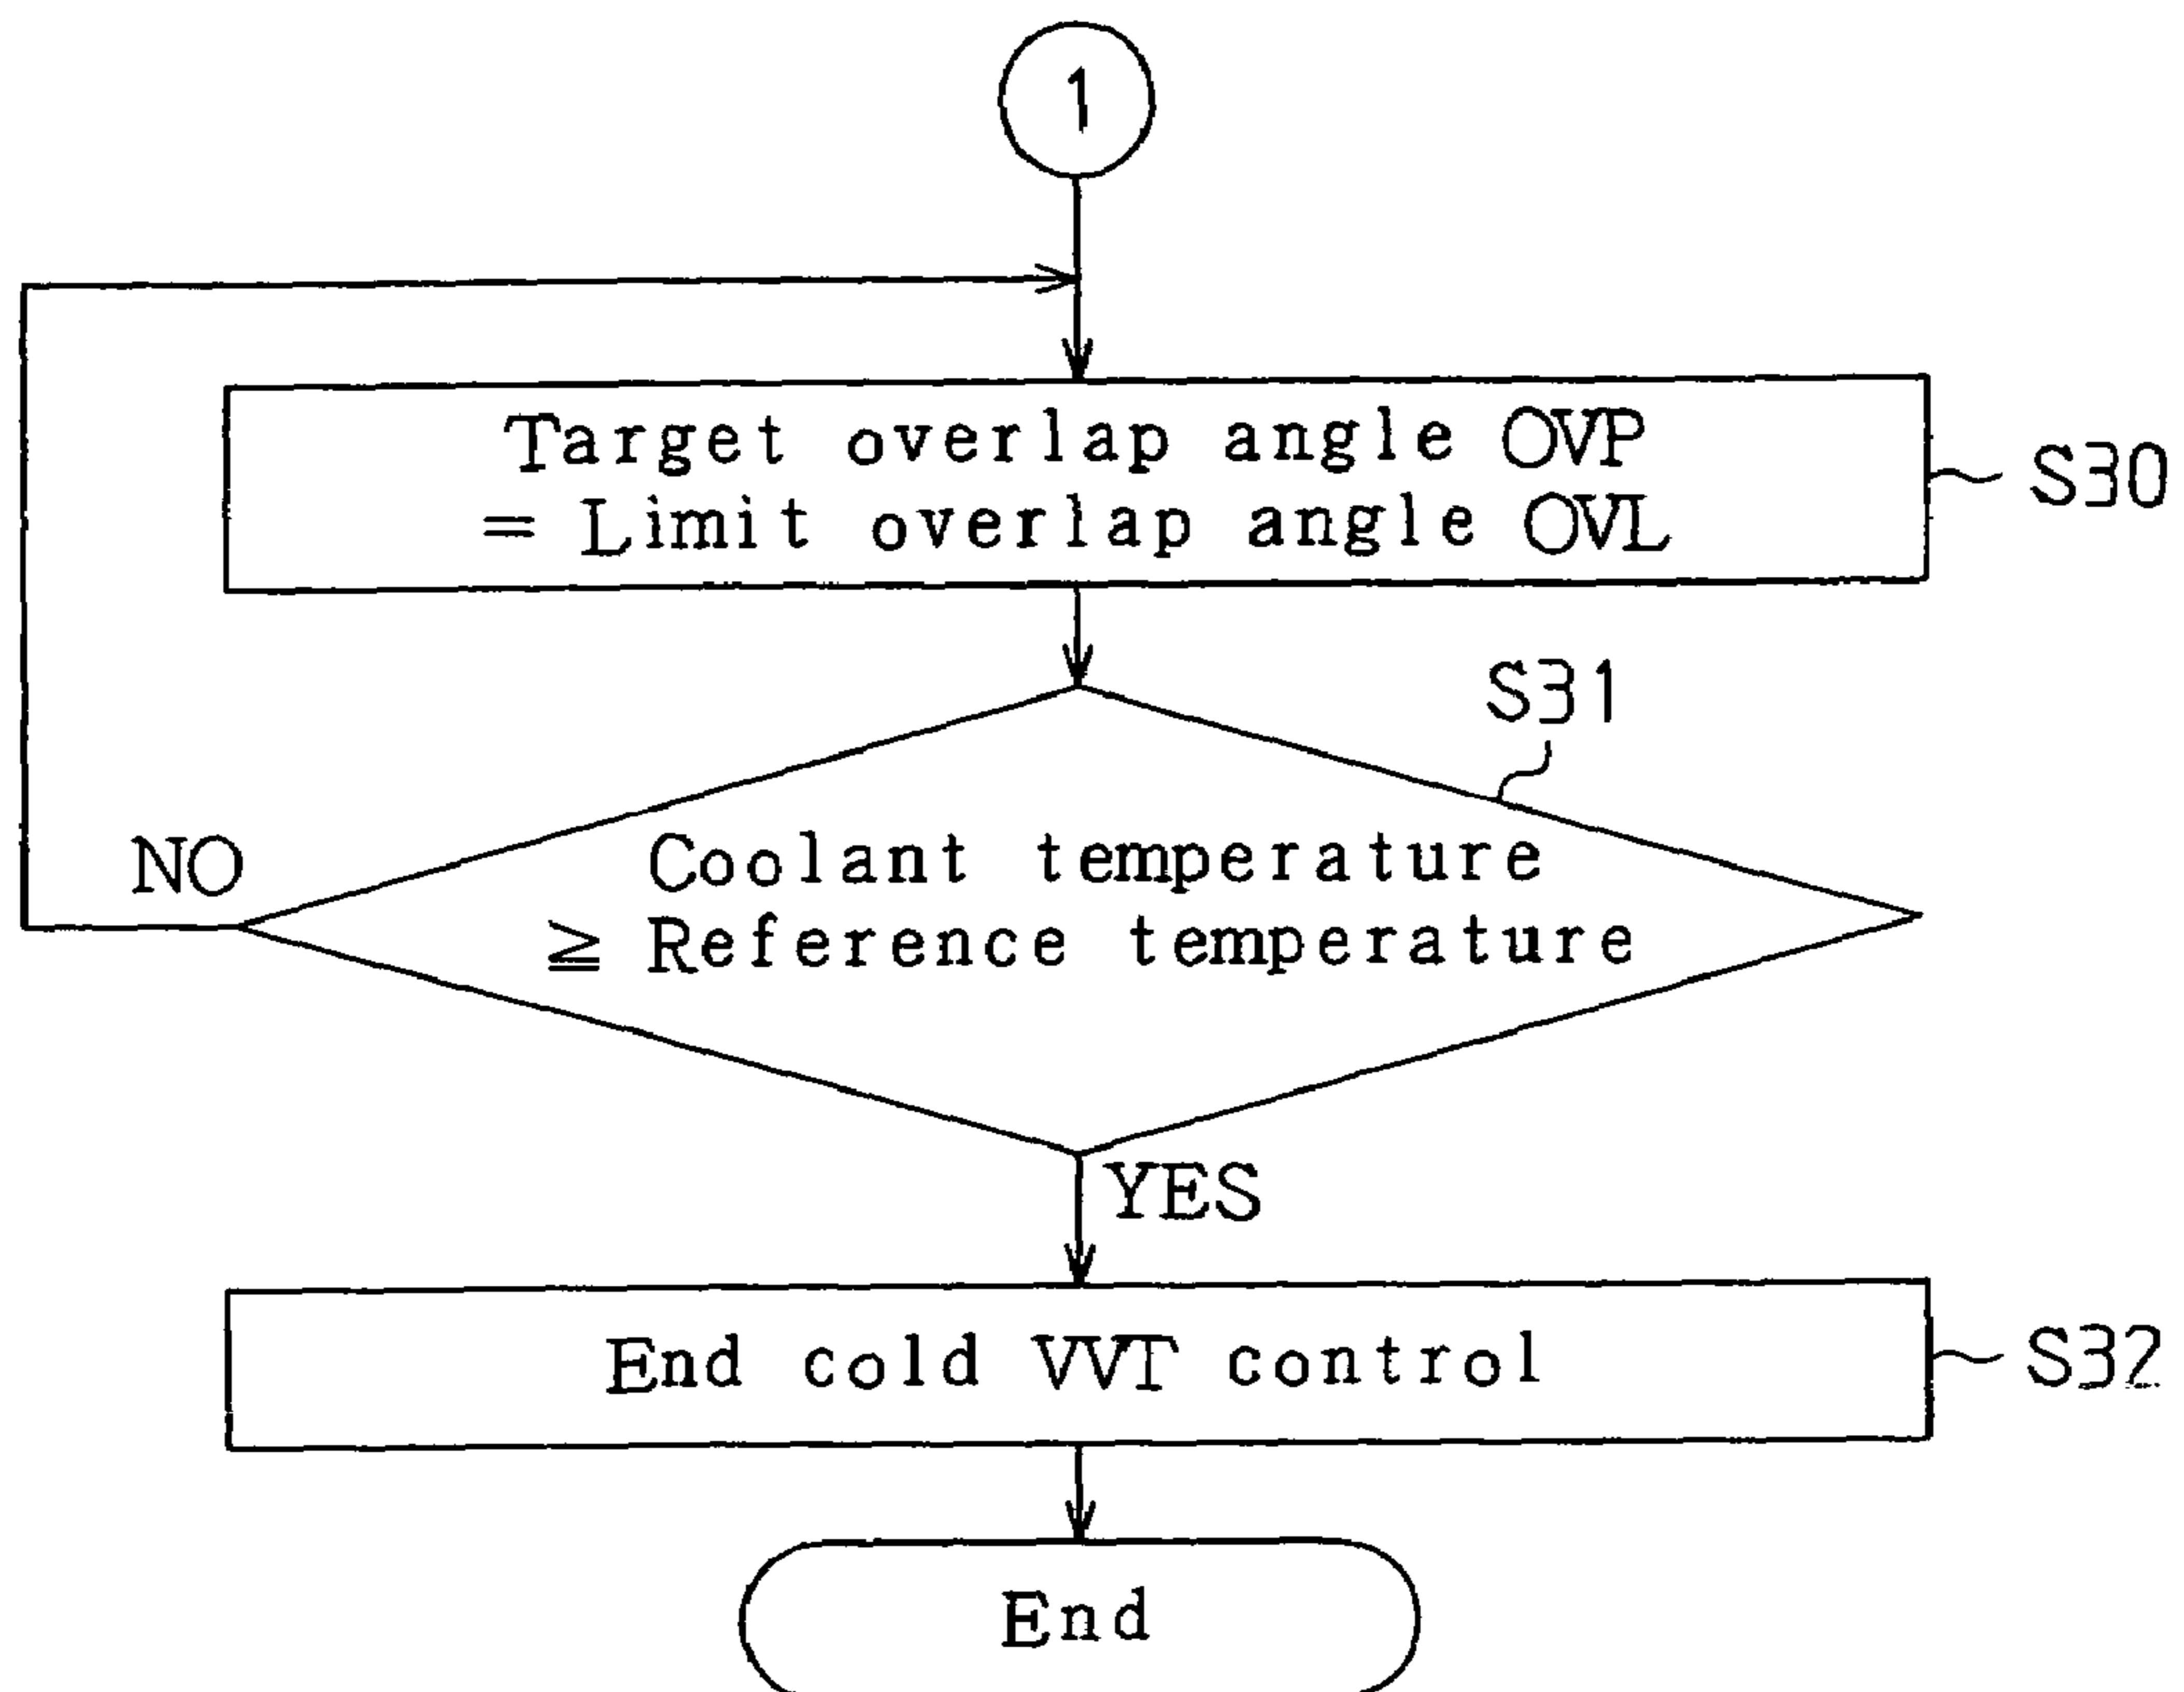 1
Target overlap angle OVP
= Limit overlap angle OVL
S30
S31
Coolant temperature
≧ Reference temperature
NO
YES
End cold VVT control
S32
End